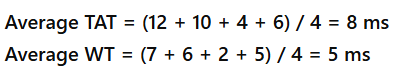 Average TAT = (12 + 10 + 4 + 6) / 4 = 8 ms
Average WT = (7 + 6 + 2 + 5) / 4 = 5 ms